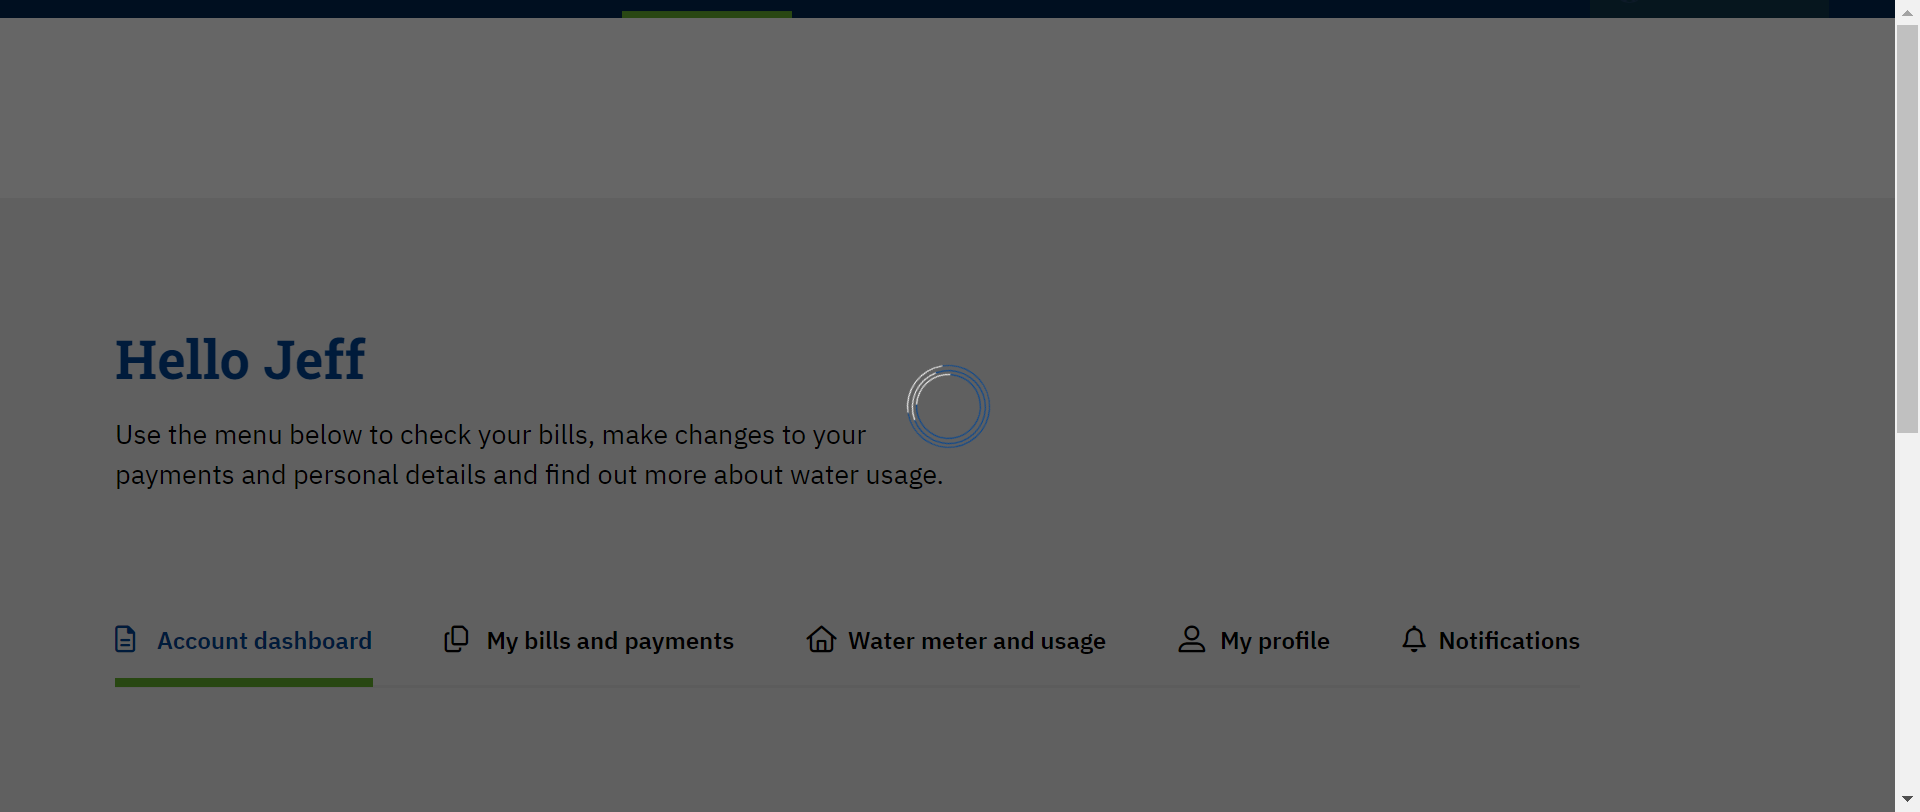 Hello Jeff
Use the menu below to check your bills, make changes to your
payments and personal details and find out more about water usage.
Account dashboard
My bills and payments
Water meter and usage
My profile
Notifications